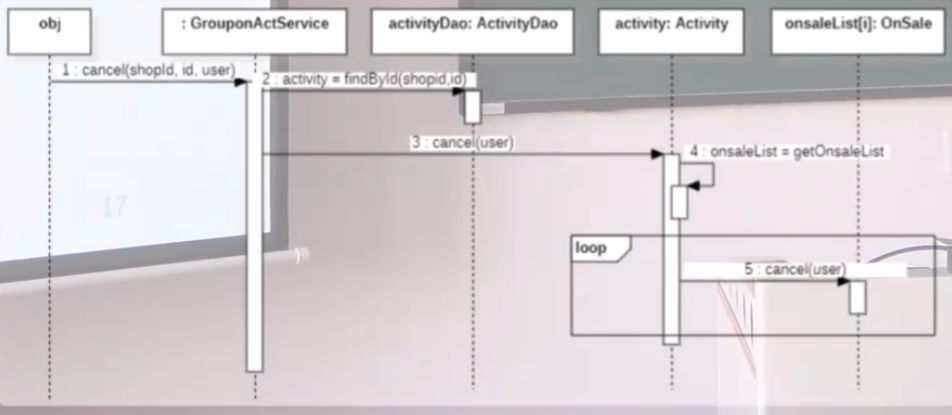 obj
: GrouponActService
activityDao: ActivityDao
activity: Activity
onsaleList[i]: OnSale
1 : cancel(shopId, id, user)
2 : activity = findById(shopid,id)
3 : cancel(user)
4 : onsaleList = getOnsaleList
17
loop
5 : cancel(user)